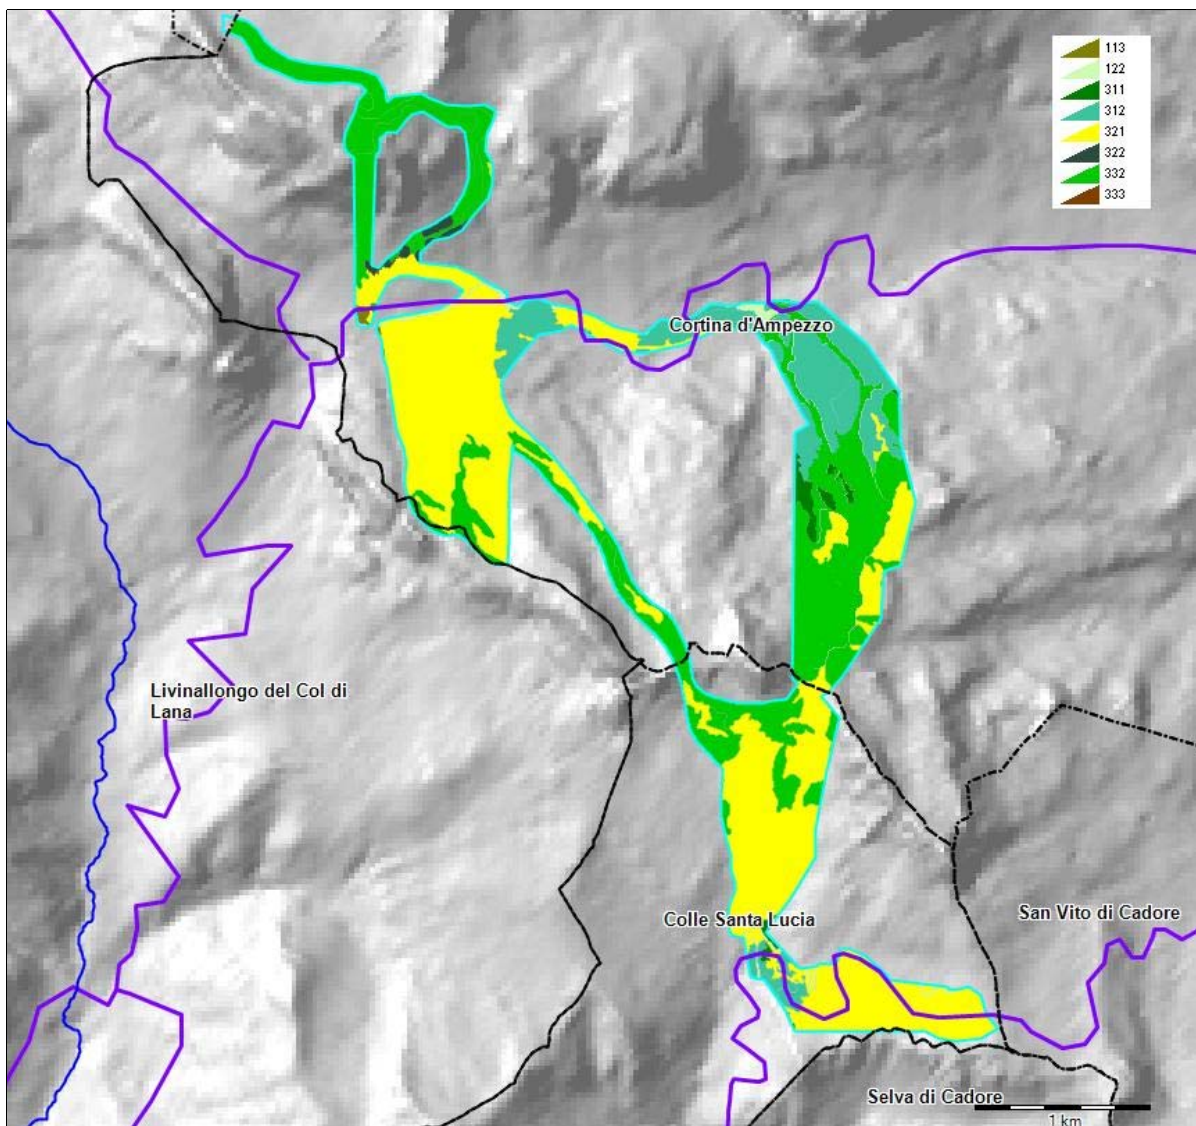 113
122
311
312
321
322
332
333
Cortina d'Ampezzo
Livinallongo del Col di
Lana
Colle Santa Lucia
San Vito di Cadore
Selva di Cadore
1 km